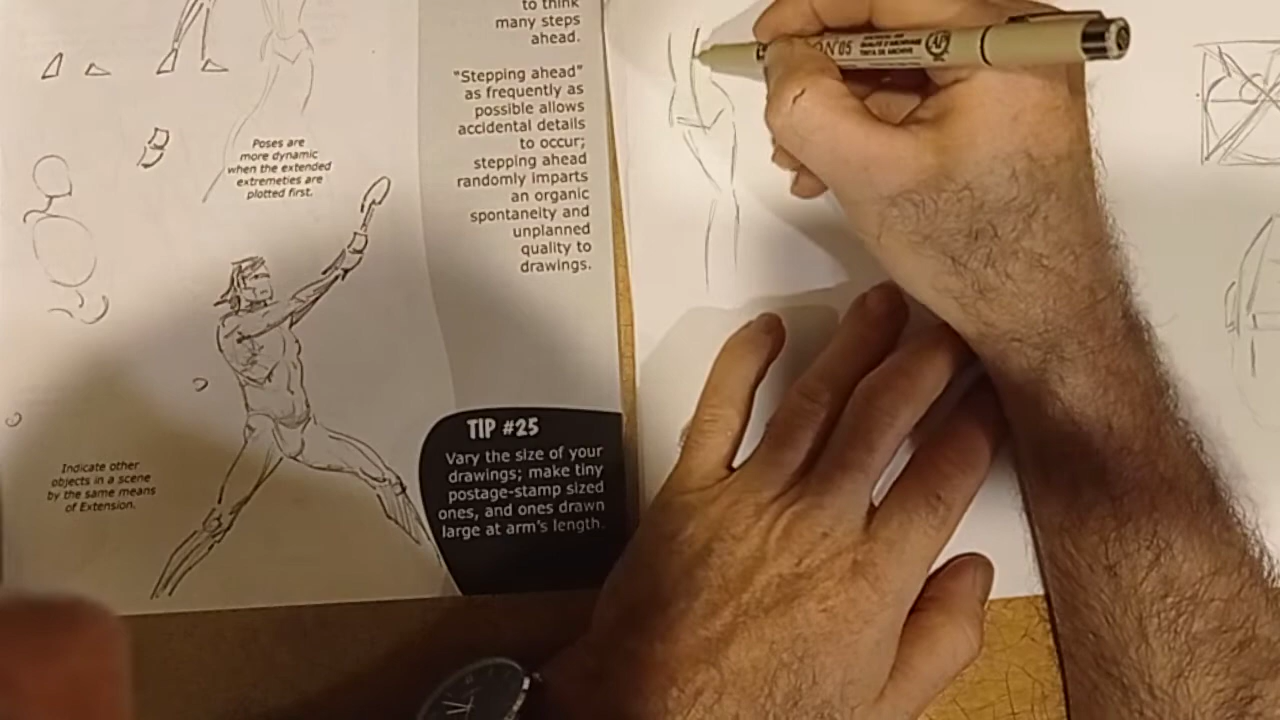 to think
many steps
ahead.
"Stepping ahead"
as frequently as
possible allows
accidental details
to occur;
stepping ahead
randomly imparts
an organic
spontaneity and
unplanned
quality to
drawings.
Poses are
more dynamic
when the extended
extremeties are
plotted first.
Indicate other
objects in a scene
by the same means
of Extension.
TIP #25
Vary the size of your
drawings; make tiny
postage-stamp sized
ones, and ones drawn
large at arm's length.
05